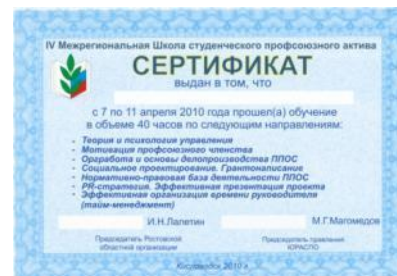 IV Межрегиональная Школа студенческого профсоюзного актива
СЕРТИФИКАТ
выдан в том, что
с 7 по 11 апреля 2010 года прошел(а) обучение
в объеме 40 часов по следующим направлениям:
- Теория и психология управления
- Мотивация профсоюзного членства
- Оргработа и основы делопроизводства ППОС
- Социальное проектирование. Грантонаписание
- Нормативно-правовая база деятельности ППОС
- PR-стратегия. Эффективная презентация проекта
- Эффективная организация времени руководителя
(тайм-менеджмент)
И.Н.Лапетин М.Г.Магомедов
Председатель Ростовской Председатель правления
областной организации ЮРАСПО
Кисловодск 2010 г.